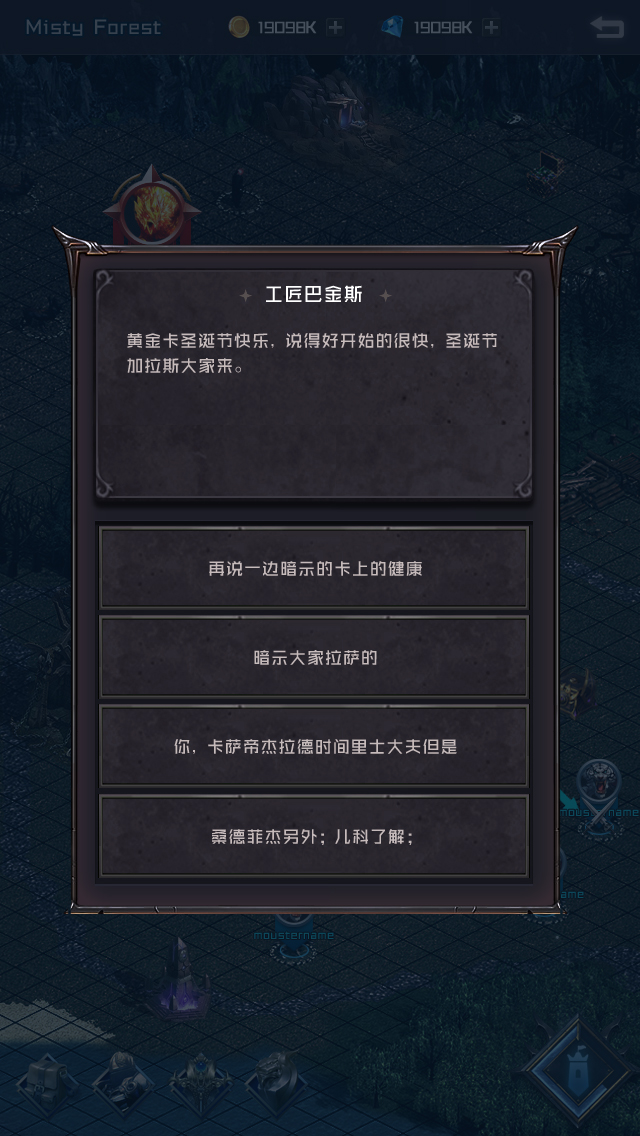 Misty Forest 19098K 19098K
工匠巴金斯
黄金卡圣诞节快乐，说得好开始的很快，圣诞节
加拉斯大家来。
再说一边暗示的卡上的健康
暗示大家拉萨的
你，卡萨帝杰拉德时间里士大夫但是
桑德菲杰另外；儿科了解；
moustername